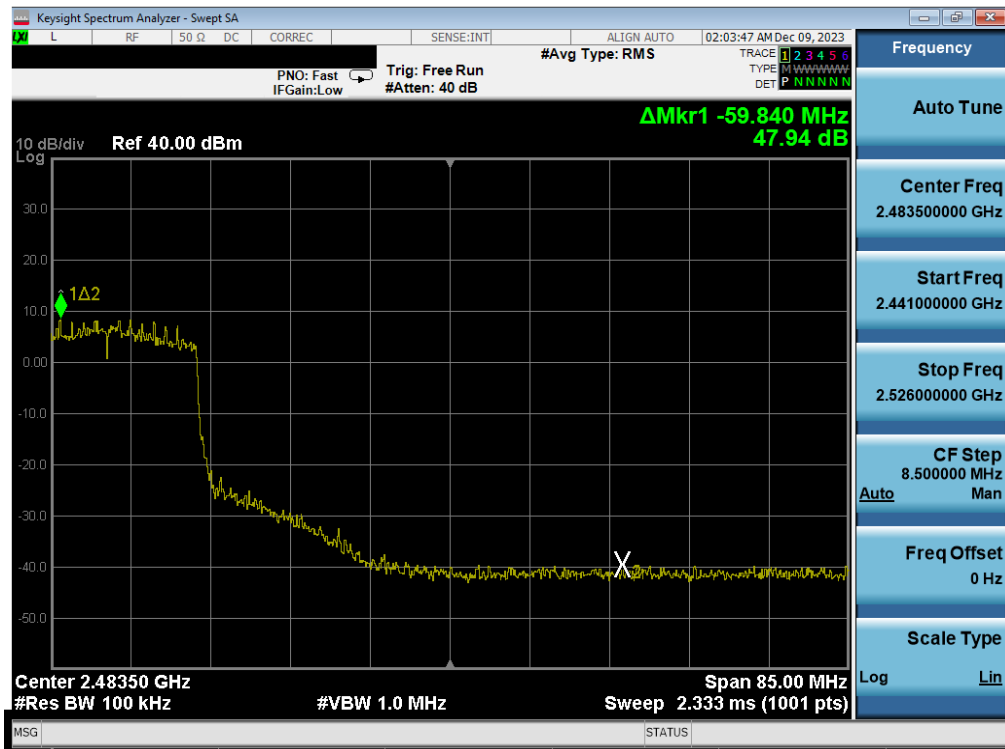 Keysight Spectrum Analyzer - Swept SA
LXI L RF 50 Ω DC CORREC SENSE:INT ALIGN AUTO 02:03:47 AM Dec 09, 2023
PNO: Fast
IFGain:Low
Trig: Free Run
#Atten: 40 dB
#Avg Type: RMS
TRACE 1 2 3 4 5 6
TYPE M W W W W W
DET P N N N N N
ΔMkr1 -59.840 MHz
47.94 dB
10 dB/div
Log
Ref 40.00 dBm
30.0
20.0
1Δ2
10.0
0.00
-10.0
-20.0
-30.0
-40.0
X
2
-50.0
Center 2.48350 GHz
Span 85.00 MHz
#Res BW 100 kHz
#VBW 1.0 MHz
Sweep 2.333 ms (1001 pts)
MSG
STATUS
Frequency
Auto Tune
Center Freq
2.483500000 GHz
Start Freq
2.441000000 GHz
Stop Freq
2.526000000 GHz
CF Step
8.500000 MHz
Auto Man
Freq Offset
0 Hz
Scale Type
Log Lin